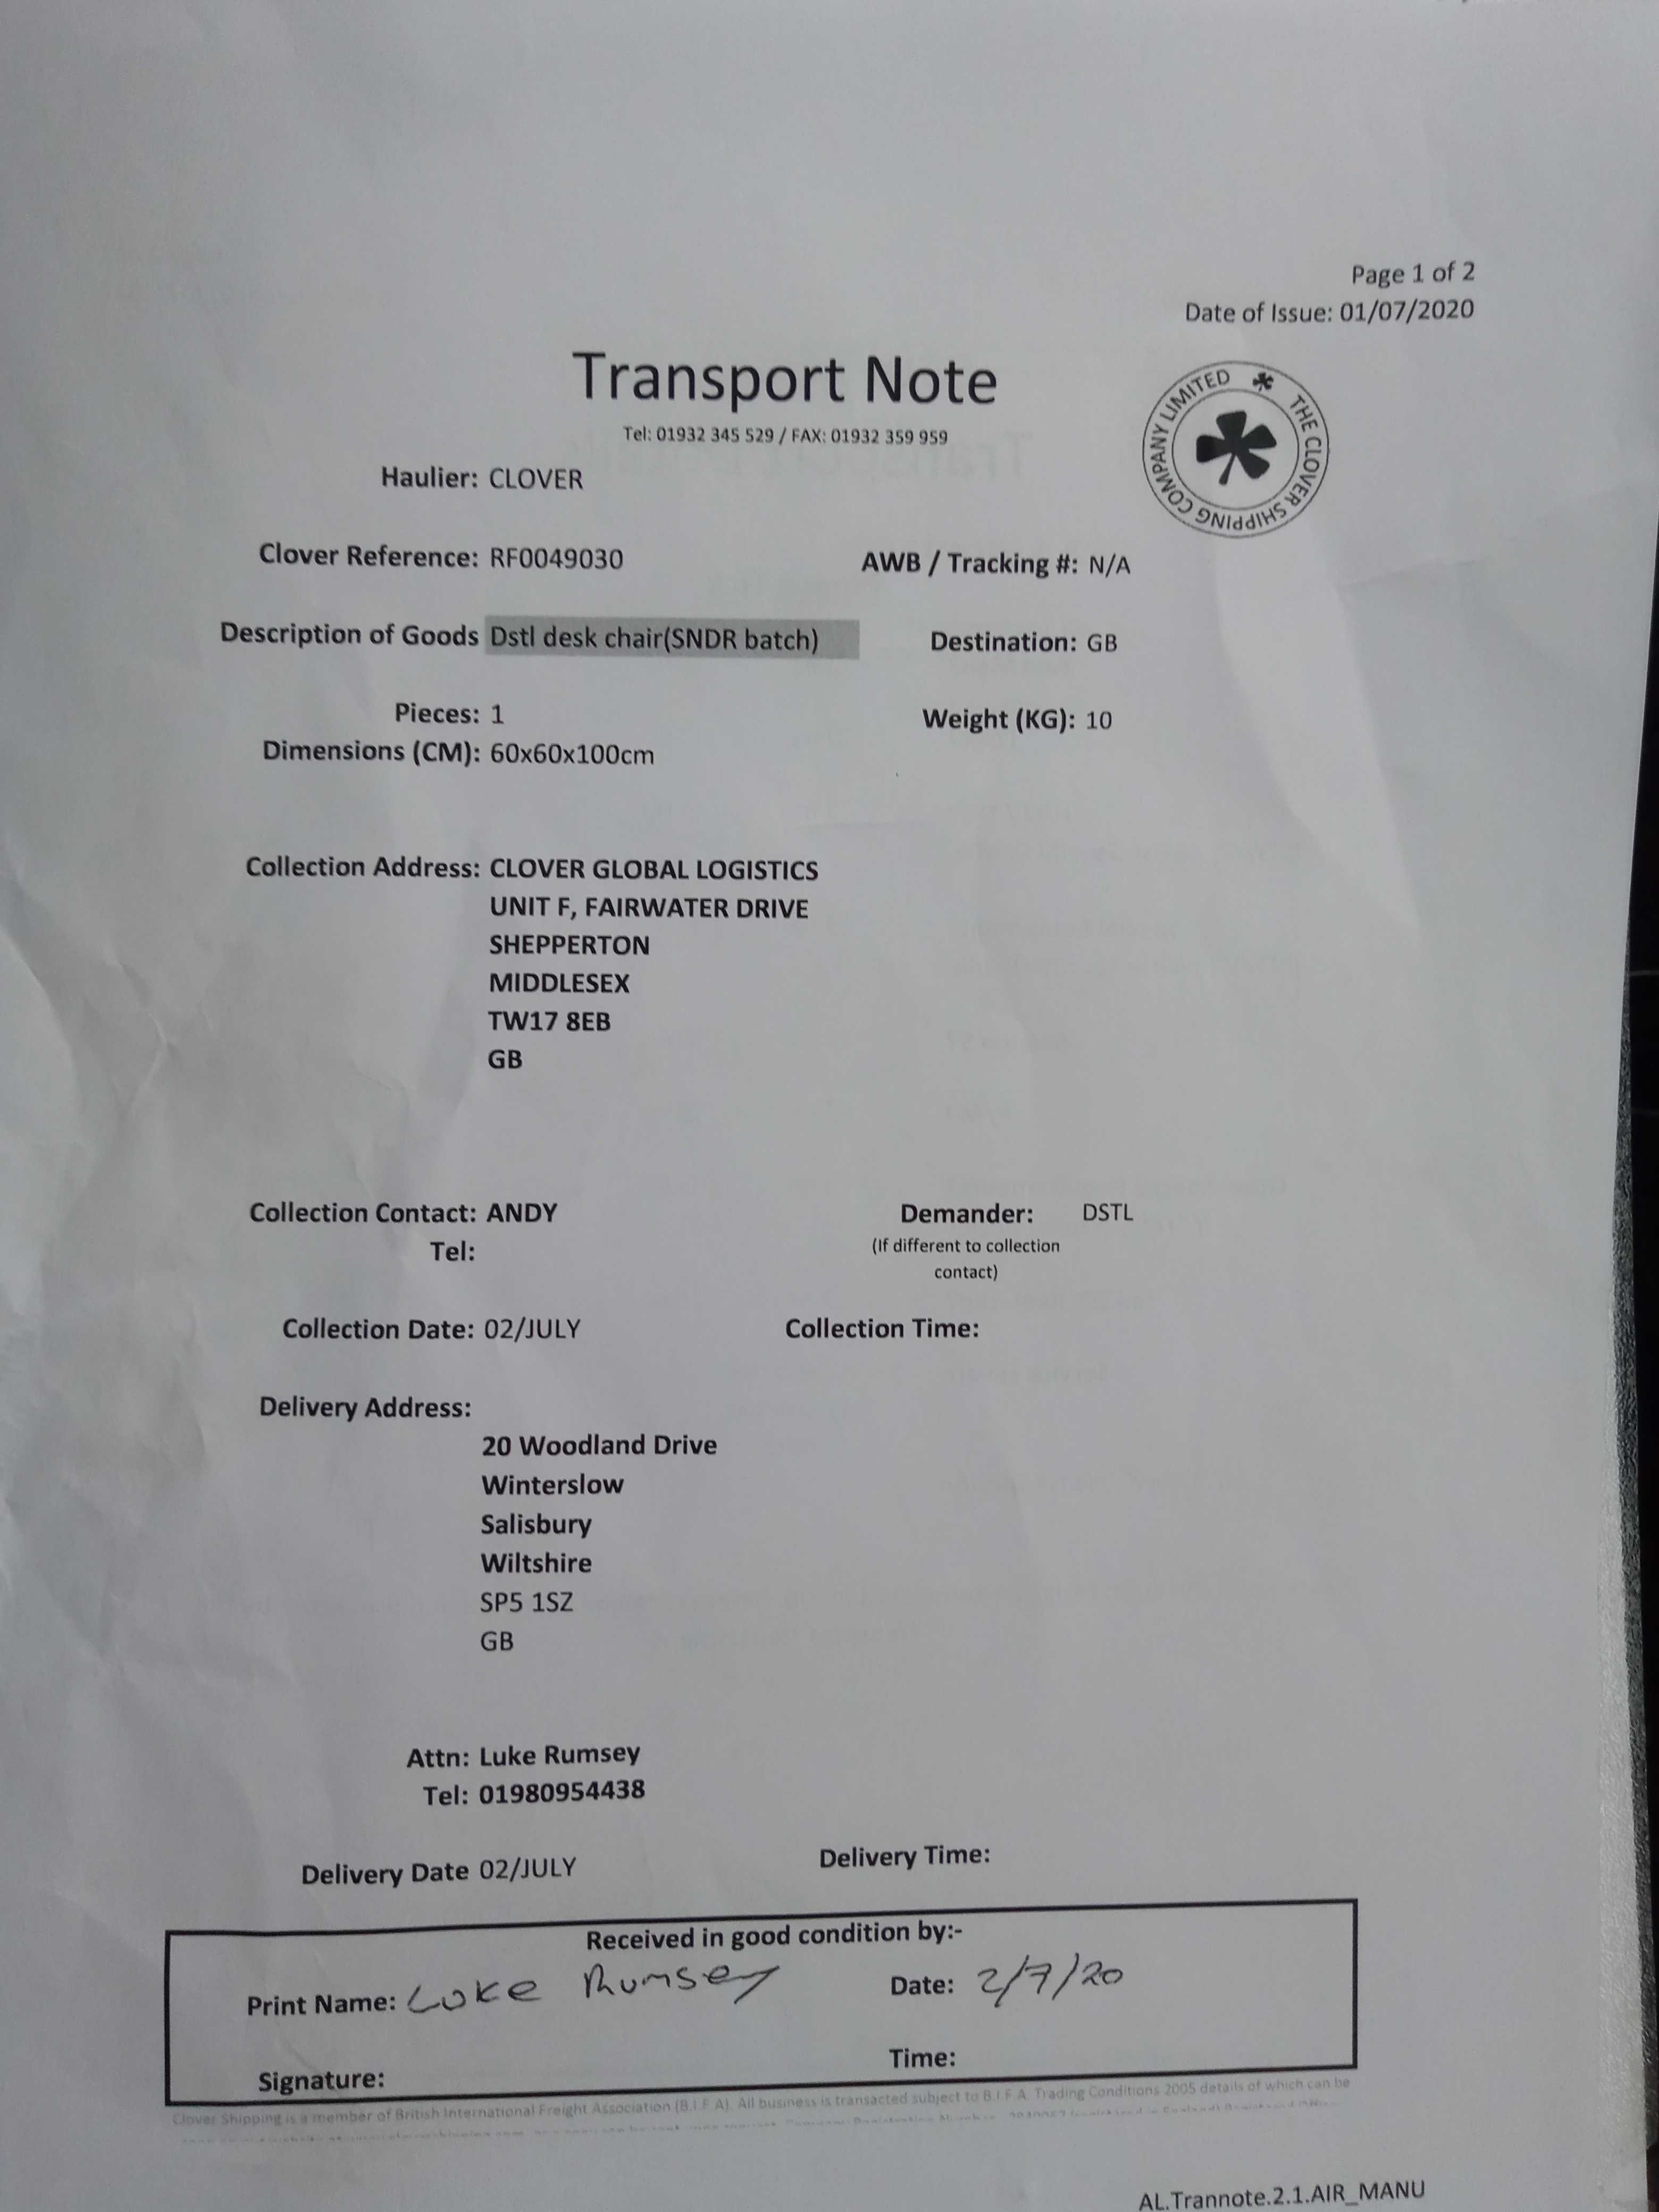 Page 1 of 2
Date of Issue: 01/07/2020
Transport Note
THE CLOVER SHIPPING COMPANY LIMITED
Tel: 01932 345 529 / FAX: 01932 359 959
Haulier: CLOVER
Clover Reference: RF0049030 AWB / Tracking #: N/A
Description of Goods Dstl desk chair(SNDR batch) Destination: GB
Pieces: 1 Weight (KG): 10
Dimensions (CM): 60x60x100cm
Collection Address: CLOVER GLOBAL LOGISTICS
UNIT F, FAIRWATER DRIVE
SHEPPERTON
MIDDLESEX
TW17 8EB
GB
Collection Contact: ANDY Demander: DSTL
Tel: (If different to collection
contact)
Collection Date: 02/JULY Collection Time:
Delivery Address:
20 Woodland Drive
Winterslow
Salisbury
Wiltshire
SP5 1SZ
GB
Attn: Luke Rumsey
Tel: 01980954438
Delivery Date 02/JULY Delivery Time:
Received in good condition by:-
Print Name: Luke Rumsey Date: 2/7/20
Signature: Time:
Clover Shipping is a member of British International Freight Association (B.I.F.A). All business is transacted subject to B.I.F.A. Trading Conditions 2005 details of which can be
AL.Trannote.2.1.AIR_MANU